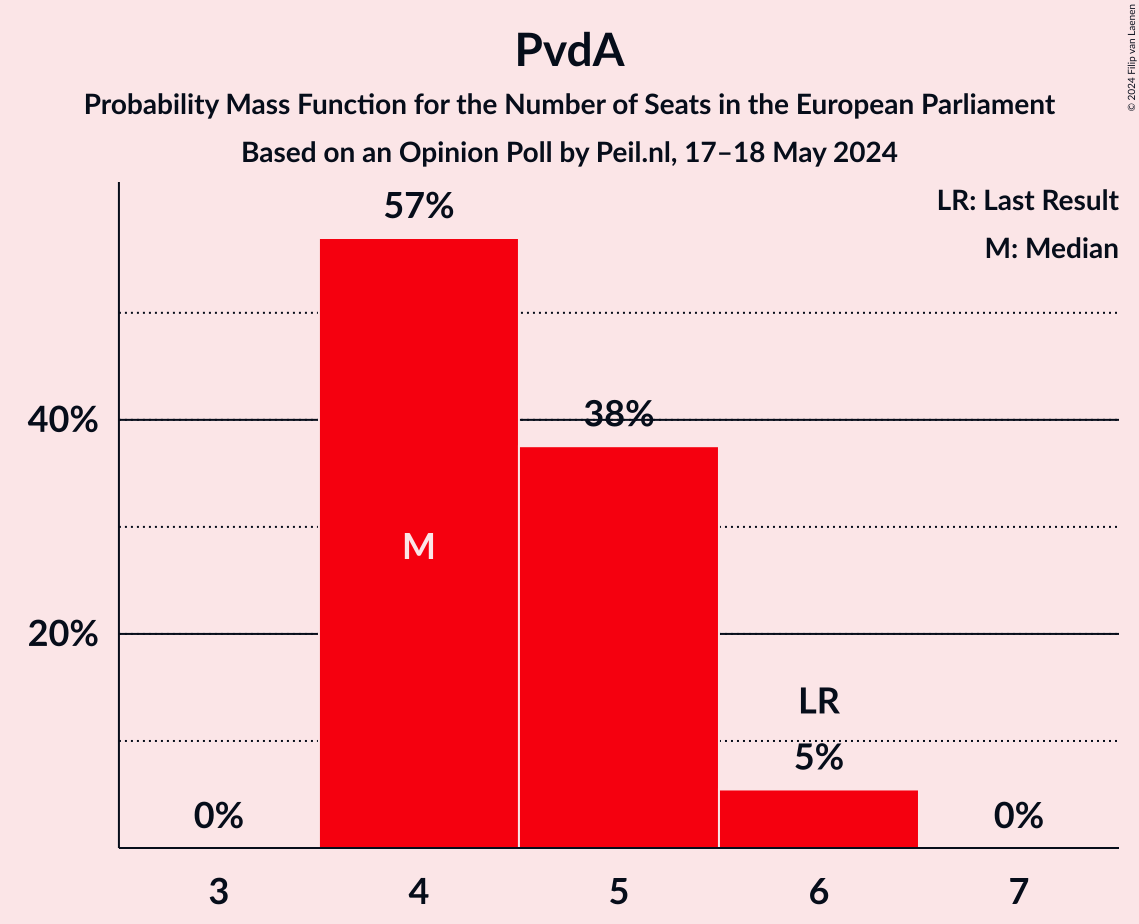 PvdA
Probability Mass Function for the Number of Seats in the European Parliament
Based on an Opinion Poll by Peil.nl, 17–18 May 2024
© 2024 Filip van Laenen
LR: Last Result
M: Median
57%
40%
38%
M
20%
LR
5%
0%
0%
3
4
5
6
7